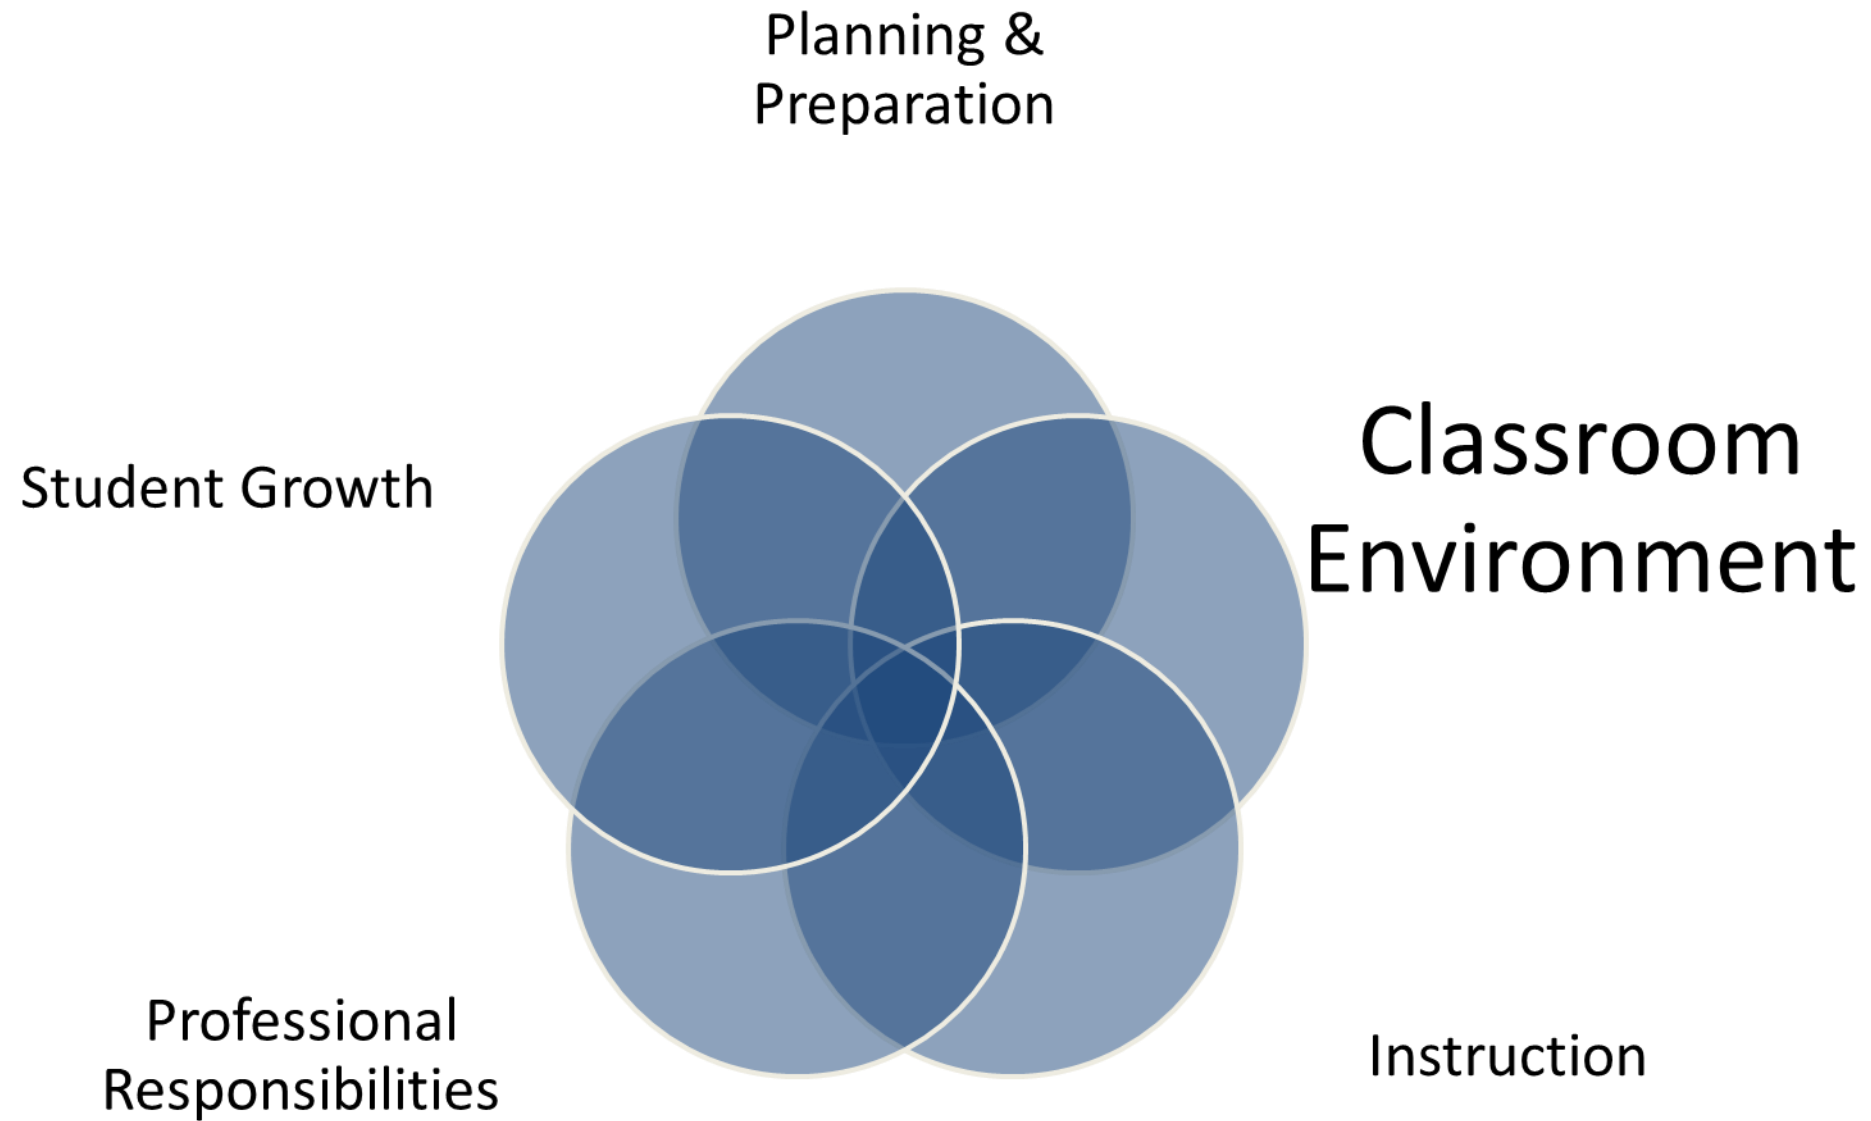 Planning &
Preparation
Classroom
Environment
Student Growth
Professional
Responsibilities
Instruction